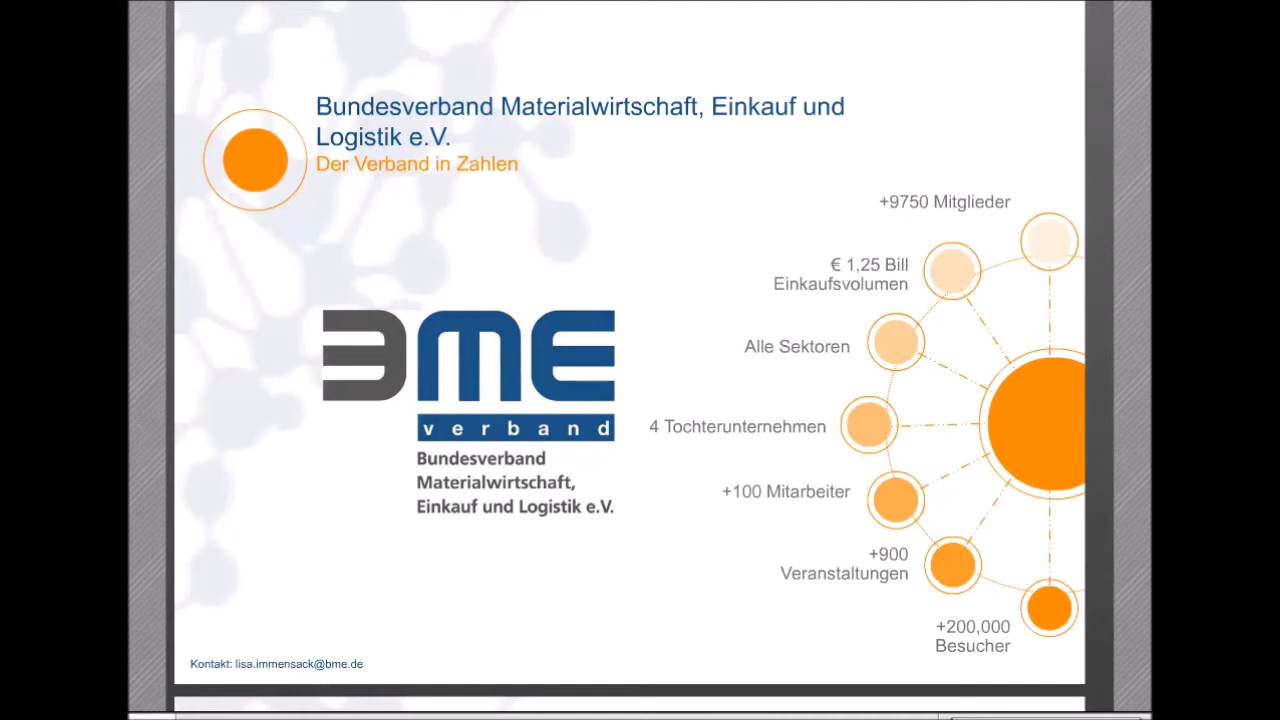 Bundesverband Materialwirtschaft, Einkauf und
Logistik e.V.
Der Verband in Zahlen
+9750 Mitglieder
€ 1,25 Bill
Einkaufsvolumen
Alle Sektoren
4 Tochterunternehmen
+100 Mitarbeiter
+900
Veranstaltungen
+200,000
Besucher
BME
verband
Bundesverband
Materialwirtschaft,
Einkauf und Logistik e.V.
Kontakt: lisa.immensack@bme.de